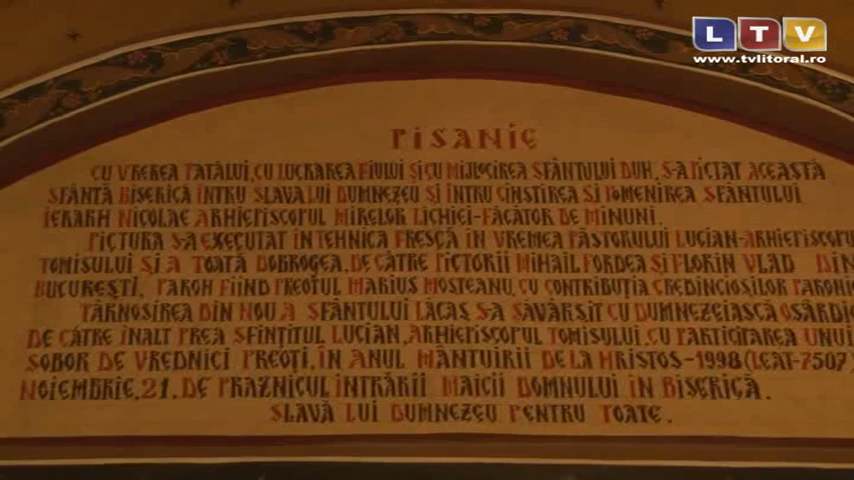 LTV
www.tvlitoral.ro
PISANIE
CU VREREA TATĂLUI, CU LUCRAREA FIULUI ȘI CU MIJLOCIREA SFÂNTULUI DUH, S-A PICTAT ACEASTĂ
SFÂNTĂ BISERICĂ ÎNTRU SLAVA LUI DUMNEZEU ȘI ÎNTRU CINSTIREA ȘI POMENIREA SFÂNTULUI
IERARH NICOLAE ARHIEPISCOPUL MIRELOR LICHIEI-FĂCĂTOR DE MINUNI.
PICTURA S-A EXECUTAT ÎN TEHNICA FRESCĂ ÎN VREMEA PĂSTORULUI LUCIAN-ARHIEPISCOPUL
TOMISULUI ȘI A TOATĂ DOBROGEA, DE CĂTRE PICTORII MIHAIL FORDEA ȘI FLORIN VLAD DIN
BUCUREȘTI, PAROH FIIND PREOTUL MARIUS MOSTEANU, CU CONTRIBUȚIA CREDINCIOȘILOR
TÂRNOSIREA DIN NOU A SFÂNTULUI LĂCAȘ S-A SĂVÂRȘIT CU DUMNEZEIASCĂ OSÂRDIE
DE CĂTRE ÎNALT PREA SFINȚITUL LUCIAN, ARHIEPISCOPUL TOMISULUI, CU PARTICIPAREA UNUI
SOBOR DE VREDNICI PREOȚI, ÎN ANUL MÂNTUIRII DE LA HRISTOS-1998 (LEAT-7507)
NOIEMBRIE, 21, DE PRAZNICUL INTRĂRII MAICII DOMNULUI ÎN BISERICĂ.
SLAVĂ LUI DUMNEZEU PENTRU TOATE.